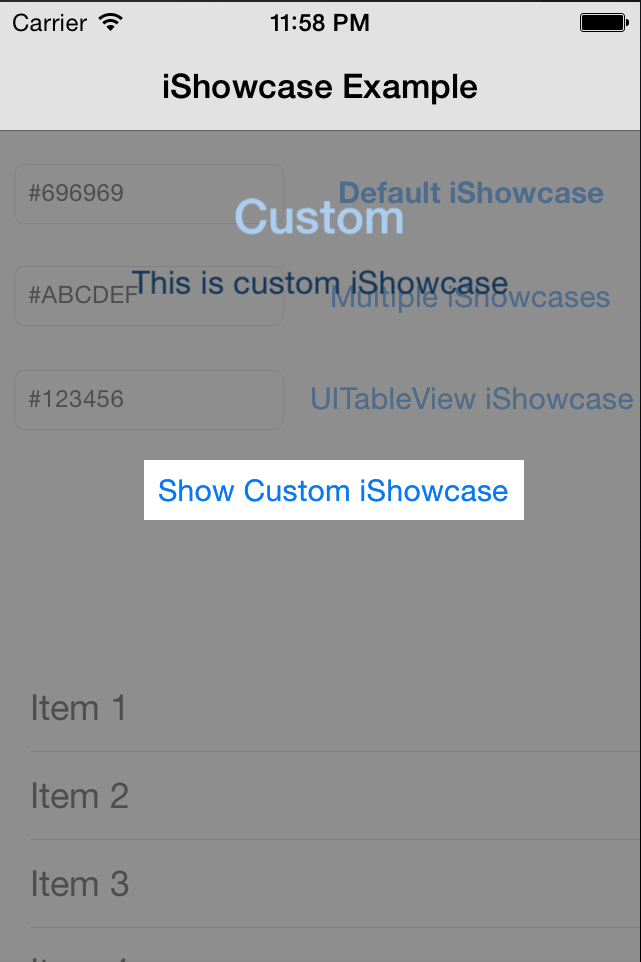 Carrier 11:58 PM
iShowcase Example
#696969 Default iShowcase
Custom
This is custom iShowcase
#ABCDEF Multiple iShowcases
#123456 UITableView iShowcase
Show Custom iShowcase
Item 1
Item 2
Item 3